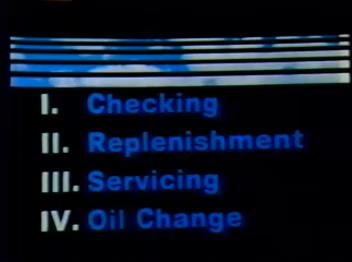 I. Checking
II. Replenishment
III. Servicing
IV. Oil Change